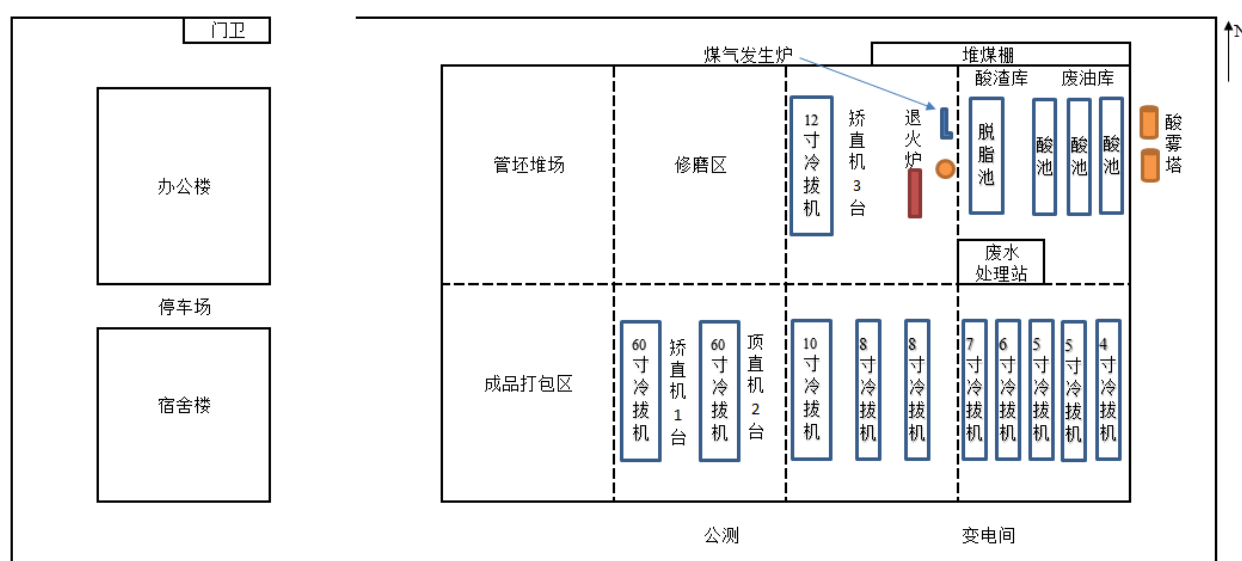 门卫
N
煤气发生炉
堆煤棚
酸渣库
废油库
办公楼
管坯堆场
修磨区
12寸冷拔机
矫直机3台
退火炉
脱脂池
酸池
酸池
酸池
酸雾塔
废水
处理站
停车场
宿舍楼
成品打包区
60寸冷拔机
矫直机1台
60寸冷拔机
顶直机2台
10寸冷拔机
8寸冷拔机
8寸冷拔机
7寸冷拔机
6寸冷拔机
5寸冷拔机
5寸冷拔机
4寸冷拔机
公测
变电间